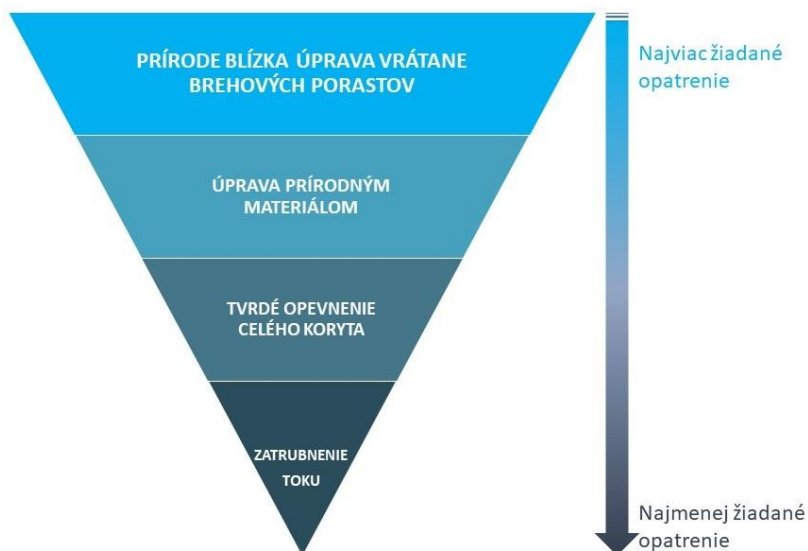 PRÍRODE BLÍZKA ÚPRAVA VRÁTANE
BREHOVÝCH PORASTOV
ÚPRAVA PRÍRODNÝM
MATERIÁLOM
TVRDÉ OPEVNENIE
CELÉHO KORYTA
ZATRUBNENIE
TOKU
Najviac žiadané
opatrenie
Najmenej žiadané
opatrenie